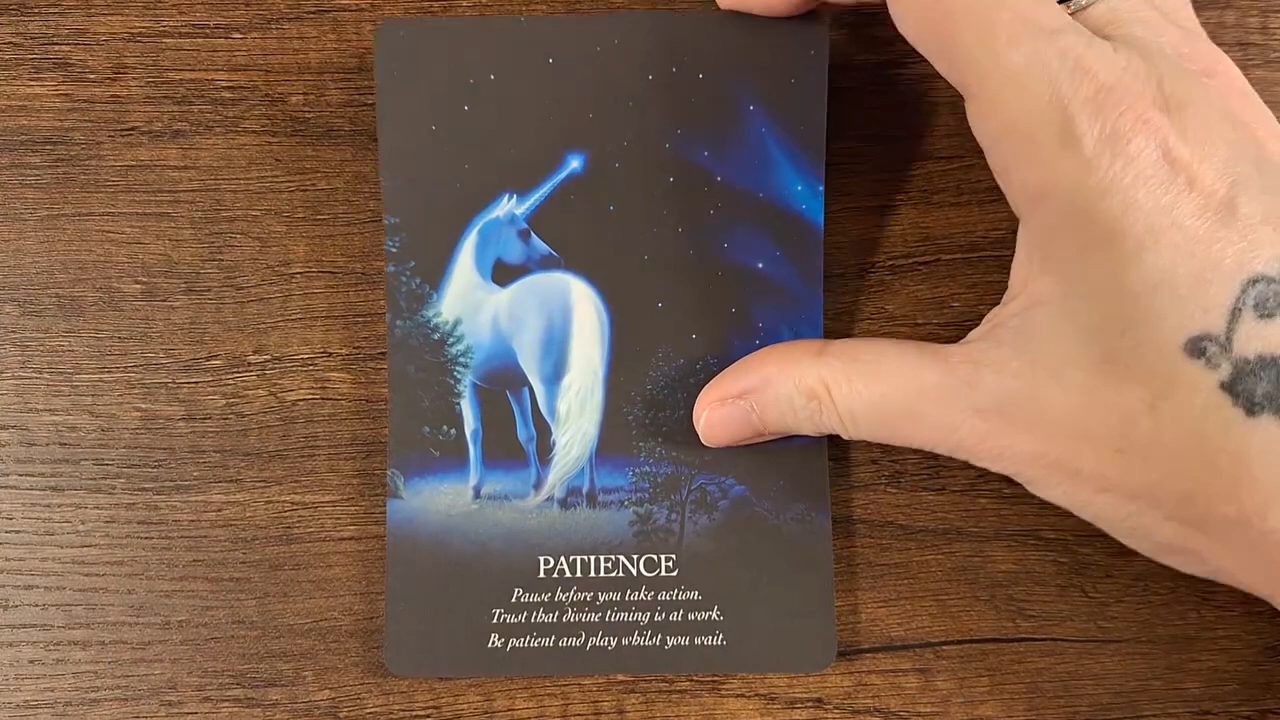 PATIENCE
Pause before you take action.
Trust that divine timing is at work.
Be patient and play whilst you wait.